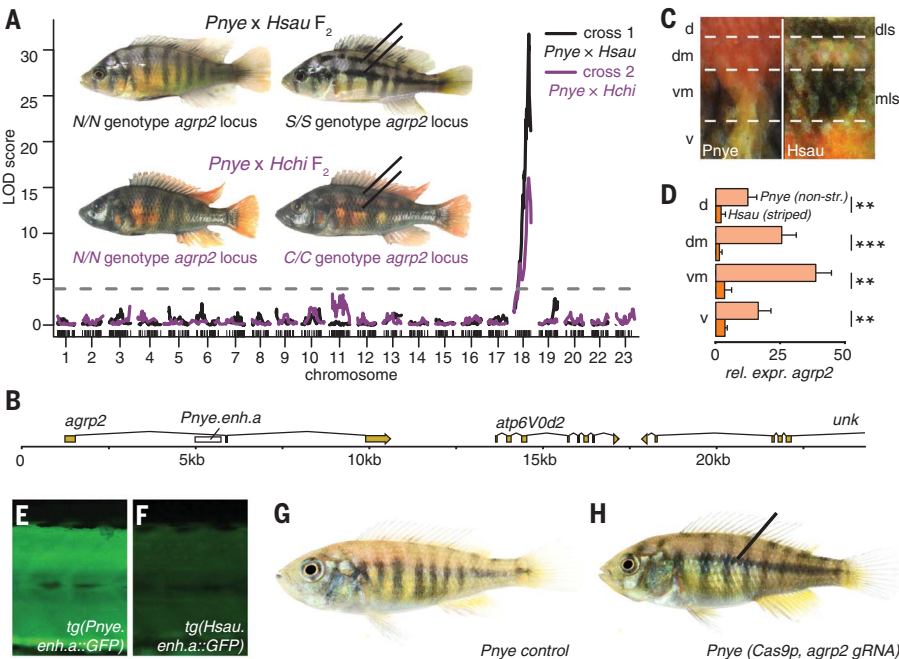 A
Pnye x Hsau F2
LOD score
30
25
20
15
10
5
0
cross 1
Pnye × Hsau
cross 2
Pnye × Hchi
N/N genotype agrp2 locus
S/S genotype agrp2 locus
Pnye x Hchi F2
N/N genotype agrp2 locus
C/C genotype agrp2 locus
1 2 3 4 5 6 7 8 9 10 11 12 13 14 15 16 17 18 19 20 22 23
chromosome
C
d
dm
vm
v
dls
mls
Pnye
Hsau
D
d
dm
vm
v
Pnye (non-str.)
Hsau (striped)
**
***
**
**
0 50
rel. expr. agrp2
B
agrp2
Pnye.enh.a
atp6V0d2
unk
0 5kb 10kb 15kb 20kb
E
tg(Pnye.
enh.a::GFP)
F
tg(Hsau.
enh.a::GFP)
G
Pnye control
H
Pnye (Cas9p, agrp2 gRNA)